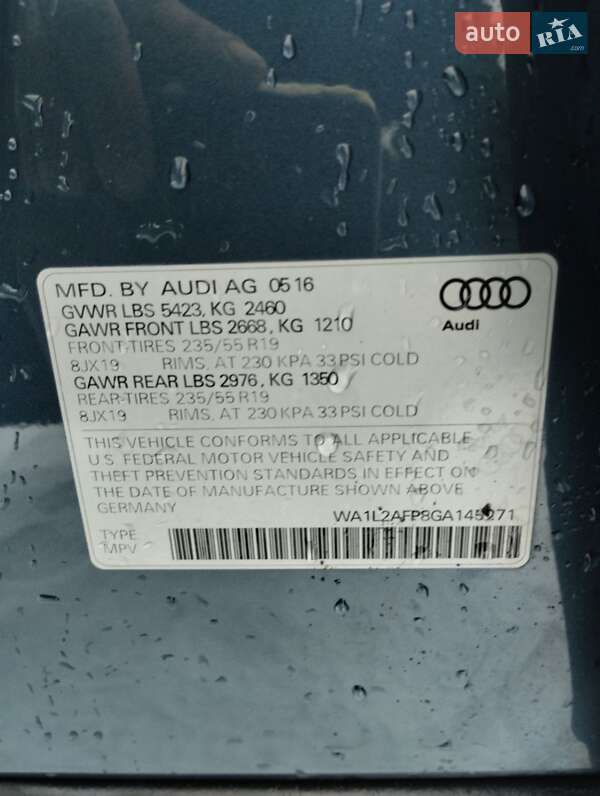 auto RIA .com
MFD. BY AUDI AG 05 16
GVWR LBS 5423, KG 2460
GAWR FRONT LBS 2668, KG 1210
FRONT-TIRES 235/55 R19
8JX19 RIMS, AT 230 KPA 33 PSI COLD
GAWR REAR LBS 2976, KG 1350
REAR-TIRES 235/55 R19
8JX19 RIMS, AT 230 KPA 33 PSI COLD
Audi
THIS VEHICLE CONFORMS TO ALL APPLICABLE
U.S. FEDERAL MOTOR VEHICLE SAFETY AND
THEFT PREVENTION STANDARDS IN EFFECT ON
THE DATE OF MANUFACTURE SHOWN ABOVE
GERMANY
TYPE
MPV